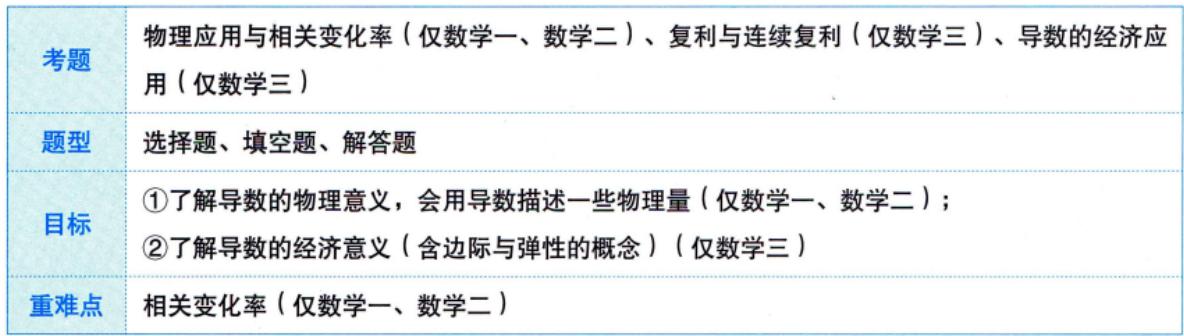 考题
物理应用与相关变化率（仅数学一、数学二）、复利与连续复利（仅数学三）、导数的经济应
用（仅数学三）
题型
选择题、填空题、解答题
目标
①了解导数的物理意义，会用导数描述一些物理量（仅数学一、数学二）；
②了解导数的经济意义（含边际与弹性的概念）（仅数学三）
重难点
相关变化率（仅数学一、数学二）